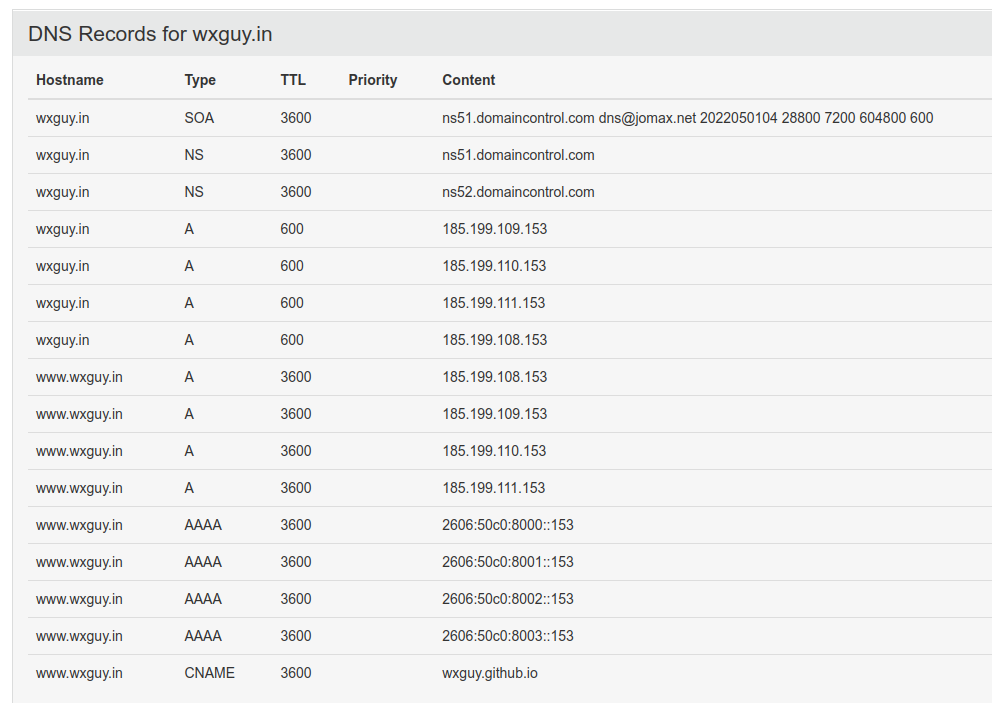 DNS Records for wxguy.in
Hostname Type TTL Priority Content
wxguy.in SOA 3600 ns51.domaincontrol.com dns@jomax.net 2022050104 28800 7200 604800 600
wxguy.in NS 3600 ns51.domaincontrol.com
wxguy.in NS 3600 ns52.domaincontrol.com
wxguy.in A 600 185.199.109.153
wxguy.in A 600 185.199.110.153
wxguy.in A 600 185.199.111.153
wxguy.in A 600 185.199.108.153
www.wxguy.in A 3600 185.199.108.153
www.wxguy.in A 3600 185.199.109.153
www.wxguy.in A 3600 185.199.110.153
www.wxguy.in A 3600 185.199.111.153
www.wxguy.in AAAA 3600 2606:50c0:8000::153
www.wxguy.in AAAA 3600 2606:50c0:8001::153
www.wxguy.in AAAA 3600 2606:50c0:8002::153
www.wxguy.in AAAA 3600 2606:50c0:8003::153
www.wxguy.in CNAME 3600 wxguy.github.io